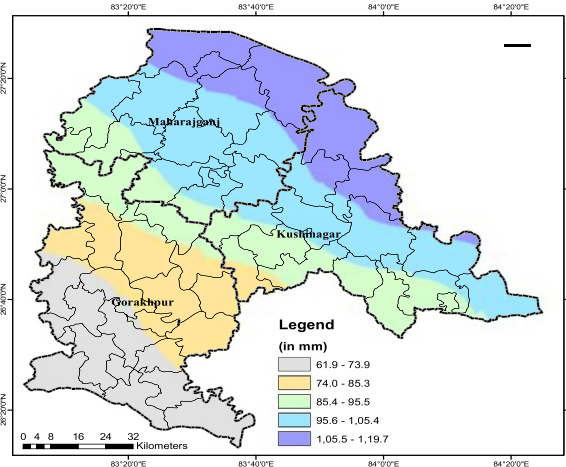 83°20'0"E 83°40'0"E 84°0'0"E 84°20'0"E
27°20'0"N
Maharajganj
27°0'0"N
Kushinagar
26°40'0"N
Gorakhpur
Legend
(in mm)
61.9 - 73.9
74.0 - 85.3
85.4 - 95.5
95.6 - 1,05.4
1,05.5 - 1,19.7
26°20'0"N
0 4 8 16 24 32
Kilometers
83°20'0"E 83°40'0"E 84°0'0"E 84°20'0"E